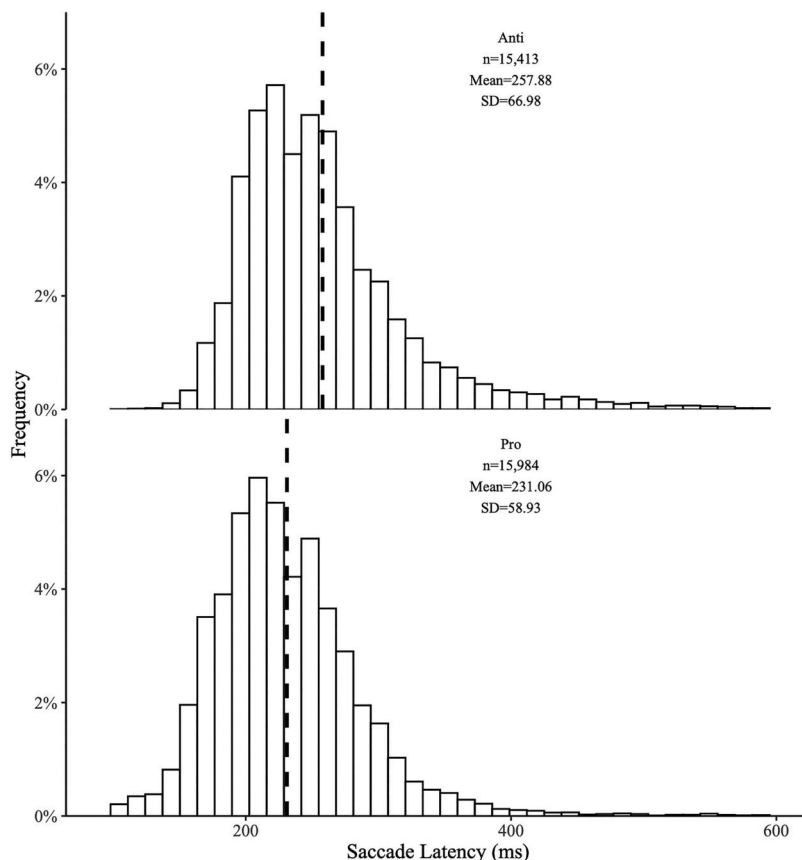 Anti
n=15,413
Mean=257.88
SD=66.98
6%
4%
2%
0%
Frequency
Pro
n=15,984
Mean=231.06
SD=58.93
6%
4%
2%
0%
200
400
600
Saccade Latency (ms)